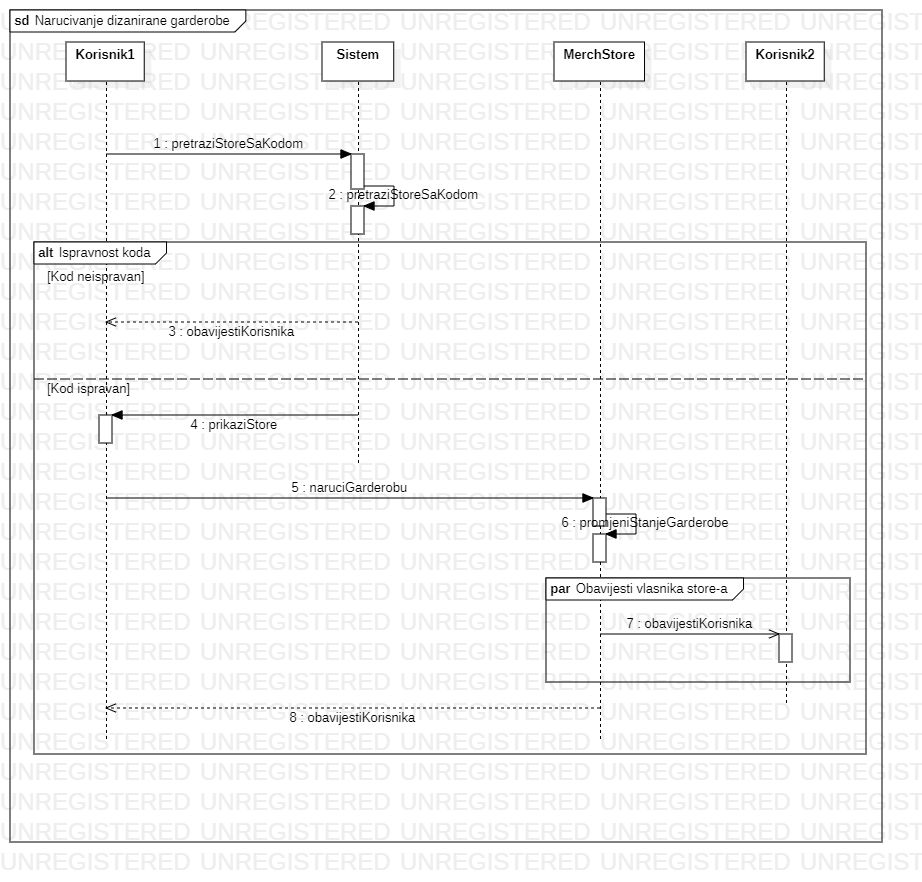 sd Narucivanje dizanirane garderobe
Korisnik1
Sistem
MerchStore
Korisnik2
1 : pretraziStoreSaKodom
2 : pretraziStoreSaKodom
alt Ispravnost koda
[Kod neispravan]
3 : obavijestiKorisnika
[Kod ispravan]
4 : prikaziStore
5 : naruciGarderobu
6 : promjeniStanjeGarderobe
par Obavijesti vlasnika store-a
7 : obavijestiKorisnika
8 : obavijestiKorisnika
UNREGISTERED UNREGISTERED UNREGISTERED UNREGISTERED UNREGISTERED